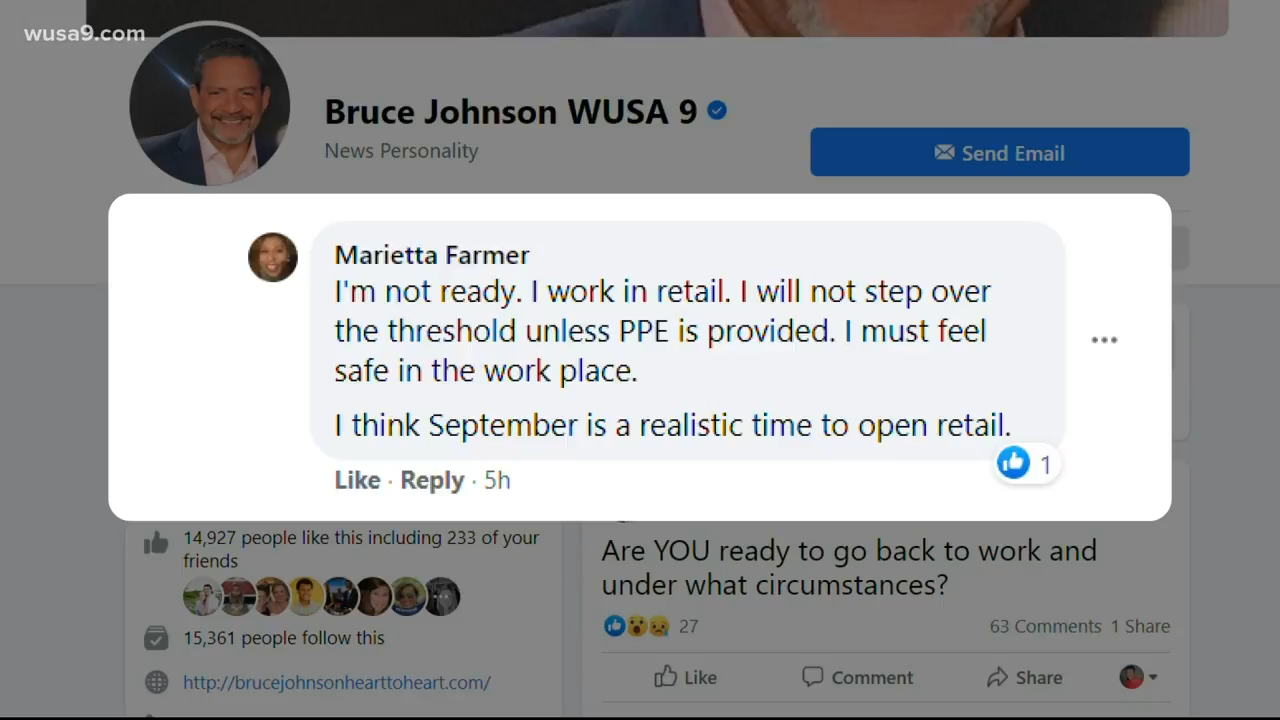 wusa9.com
Bruce Johnson WUSA 9
News Personality
Send Email
Marietta Farmer
I'm not ready. I work in retail. I will not step over
the threshold unless PPE is provided. I must feel
safe in the work place.
I think September is a realistic time to open retail.
1
Like · Reply · 5h
14,927 people like this including 233 of your
friends
15,361 people follow this
http://brucejohnsonhearttoheart.com/
Are YOU ready to go back to work and
under what circumstances?
27
63 Comments 1 Share
Like
Comment
Share